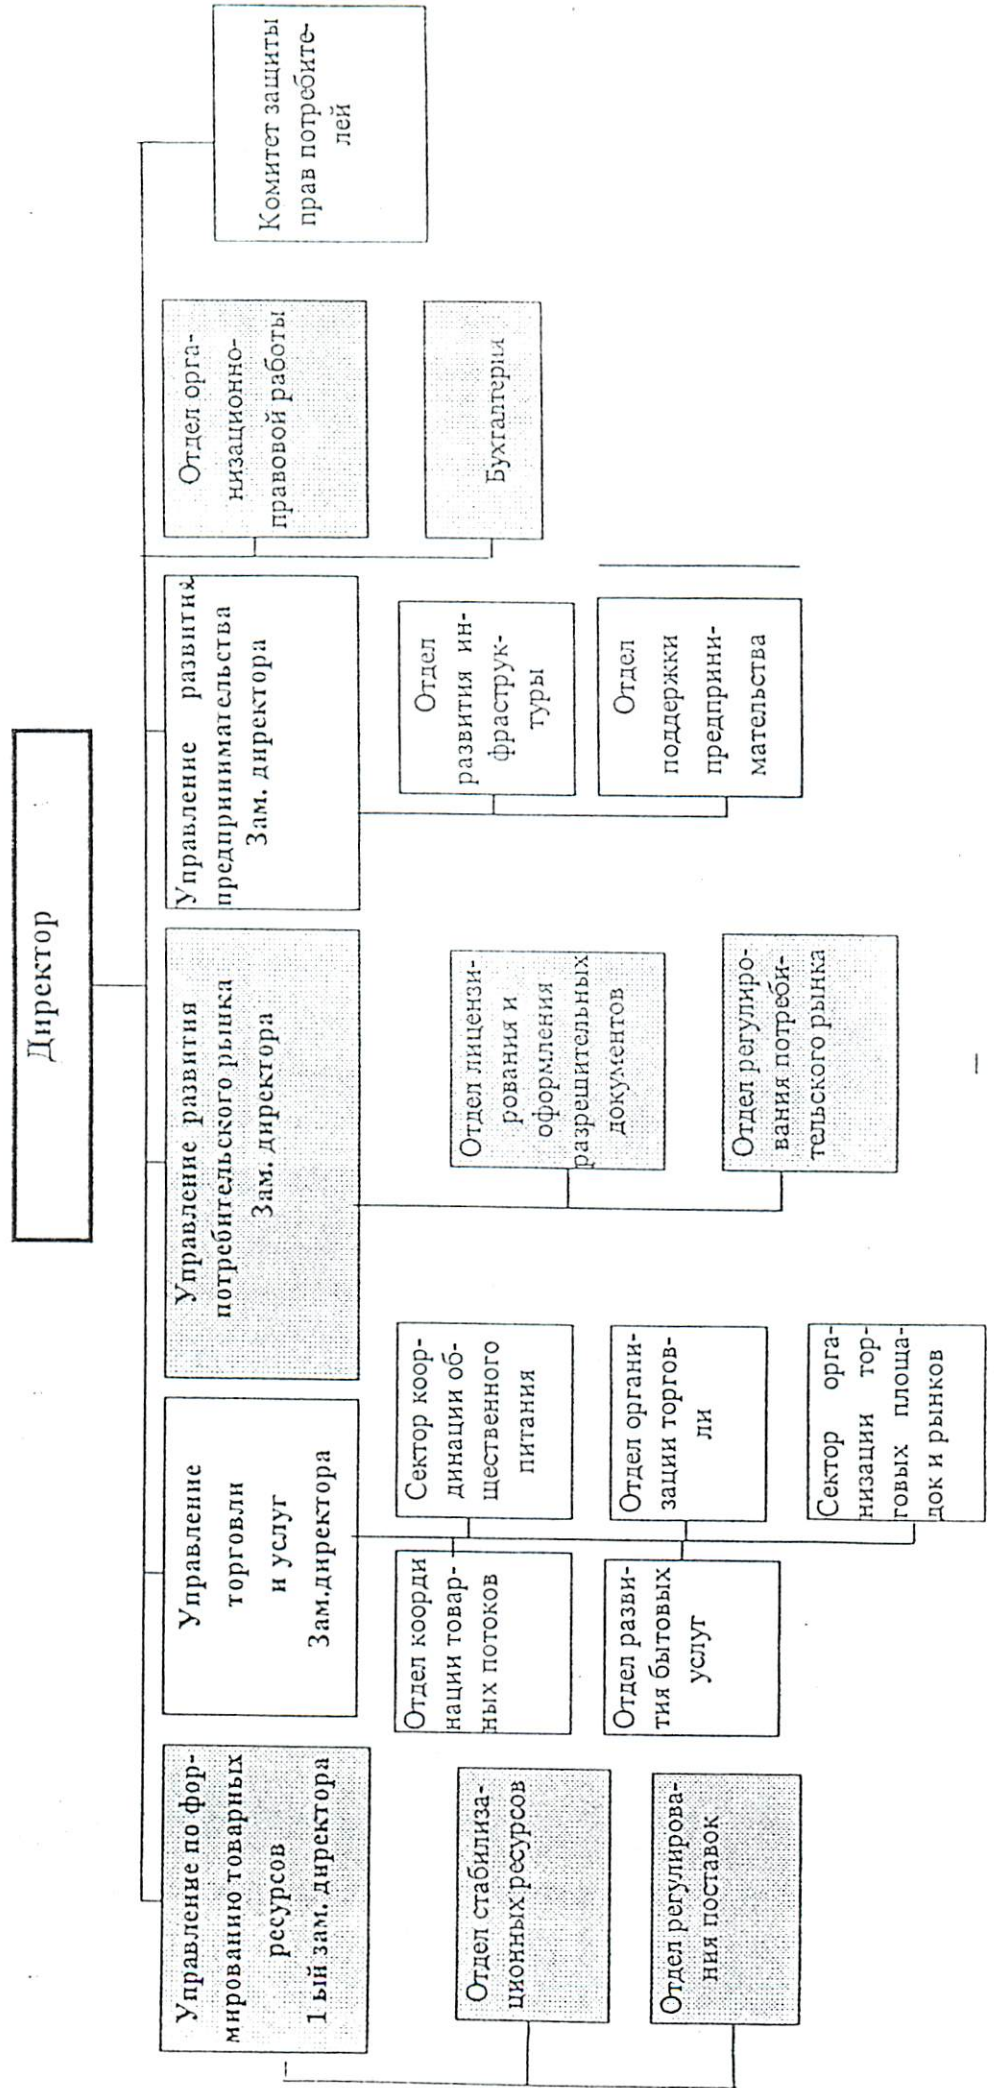 Директор
Управление по фор-
мированию товарных
ресурсов
1 ый зам. директора
Отдел стабилиза-
ционных ресурсов
Отдел регулирова-
ния поставок
Управление
торговли
и услуг
Зам.директора
Отдел коорди
нации товар-
ных потоков
Отдел разви-
тия бытовых
услуг
Сектор коор-
динации об-
щественного
питания
Отдел органи-
зации торгов-
ли
Сектор орга-
низации тор-
говых площа-
док и рынков
Управление развития
потребительского рынка
Зам. директора
Отдел лицензи-
рования и
оформления
разрешительных
документов
Отдел регулиро-
вания потреби-
тельского рынка
Управление развития
предпринимательства
Зам. директора
Отдел
развития ин-
фраструк-
туры
Отдел
поддержки
предприни-
мательства
Отдел орга-
низационно-
правовой работы
Бухгалтерия
Комитет защиты
прав потребите-
лей